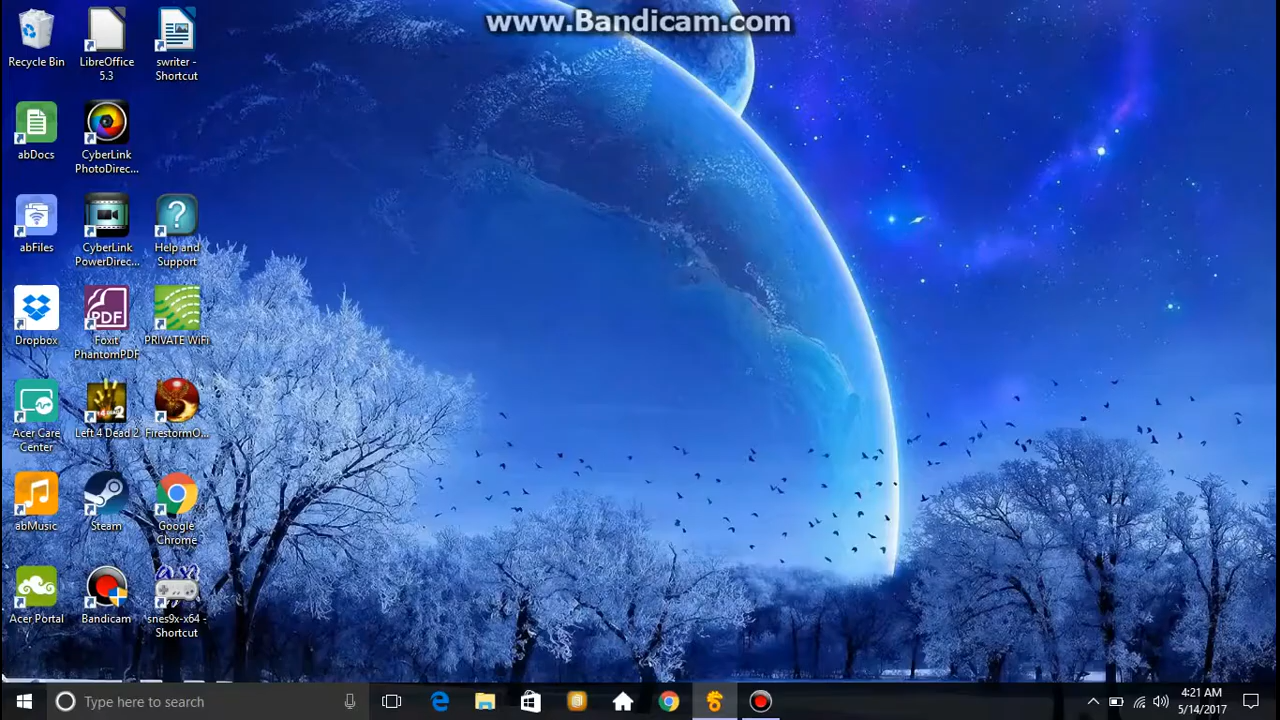 www.Bandicam.com
Recycle Bin
LibreOffice
5.3
swriter -
Shortcut
abDocs
CyberLink
PhotoDirec...
abFiles
CyberLink
PowerDirec...
Help and
Support
Dropbox
PDF
Foxit
PhantomPDF
PRIVATE WiFi
Acer Care
Center
Left 4 Dead 2
FirestormO...
abMusic
Steam
Google
Chrome
Acer Portal
Bandicam
snes9x-x64 -
Shortcut
Type here to search
4:21 AM
5/14/2017